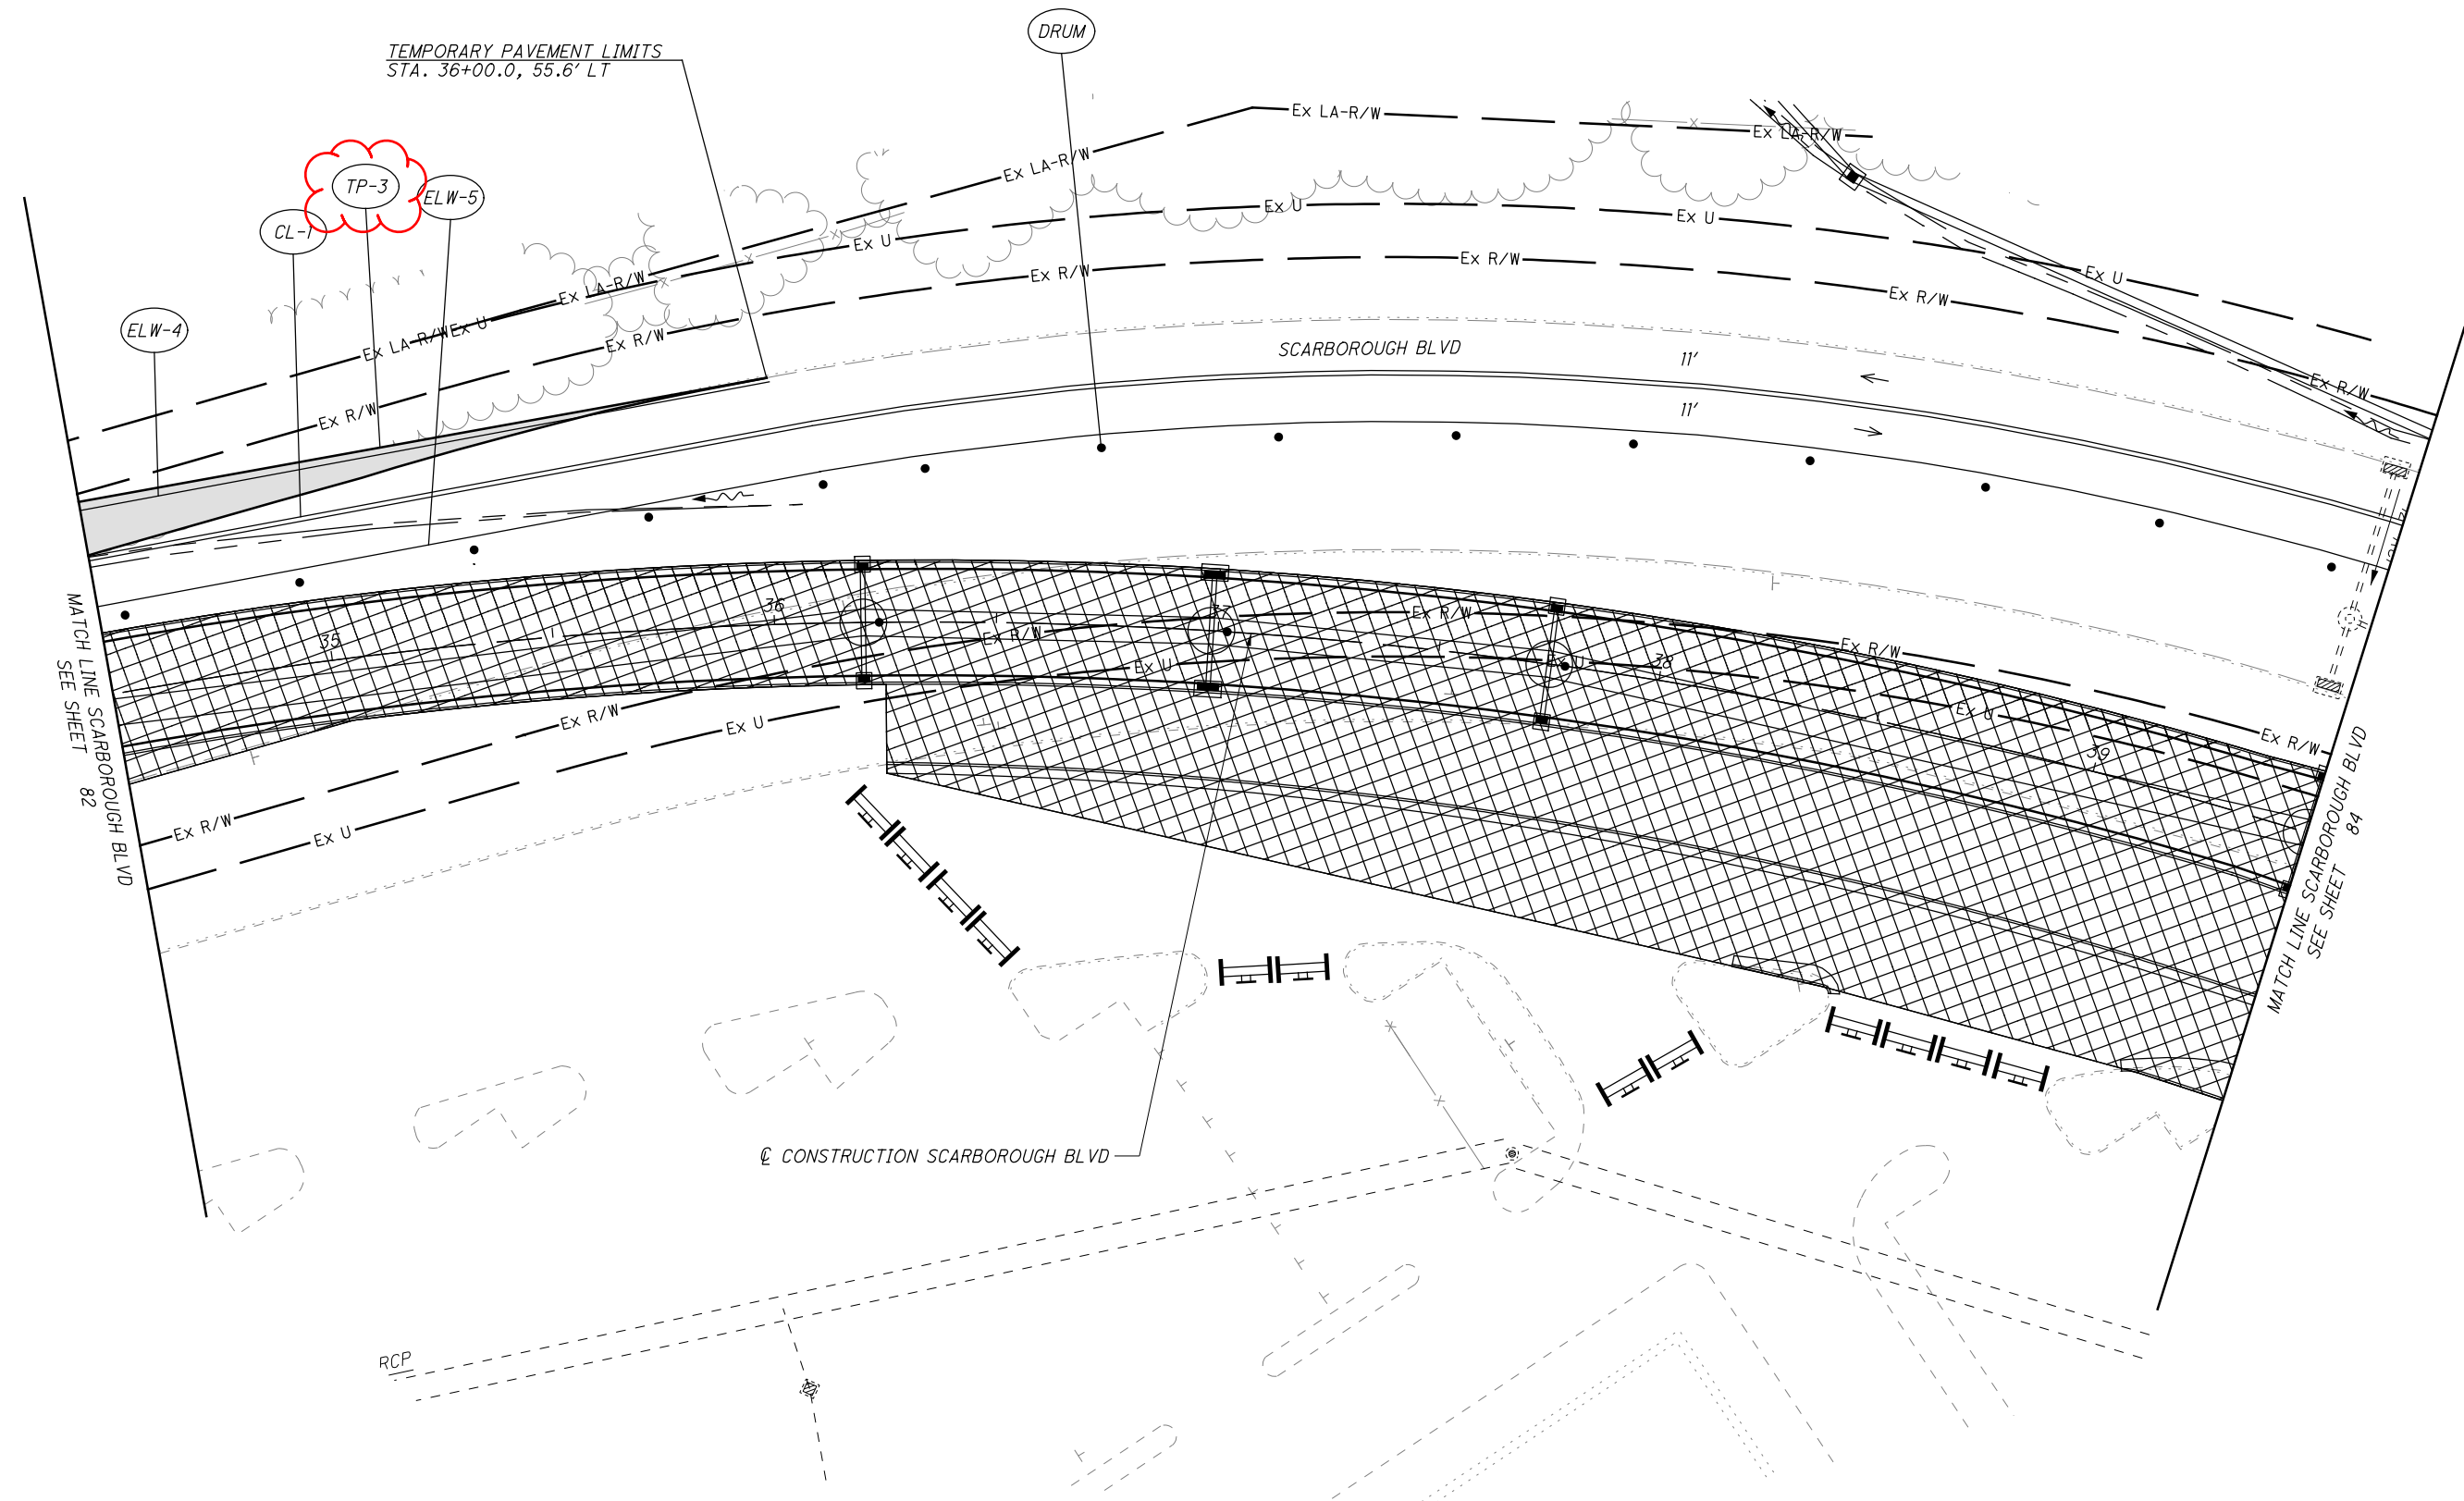 DRUM
TEMPORARY PAVEMENT LIMITS
STA. 36+00.0, 55.6' LT
TP-3
ELW-5
CL-1
ELW-4
Ex LA-R/W
Ex LA-R/W
Ex LA-R/W
Ex LA-R/W
Ex LA-R/W
Ex U
Ex U
Ex U
Ex U
Ex U
Ex R/W
Ex R/W
Ex R/W
Ex R/W
Ex R/W
Ex R/W
SCARBOROUGH BLVD
11'
11'
35
36
37
38
39
Ex R/W
Ex R/W
Ex R/W
Ex R/W
Ex R/W
Ex R/W
Ex U
Ex U
Ex U
Ex U
Ex U
MATCH LINE SCARBOROUGH BLVD
SEE SHEET 82
MATCH LINE SCARBOROUGH BLVD
SEE SHEET 84
℄ CONSTRUCTION SCARBOROUGH BLVD
RCP